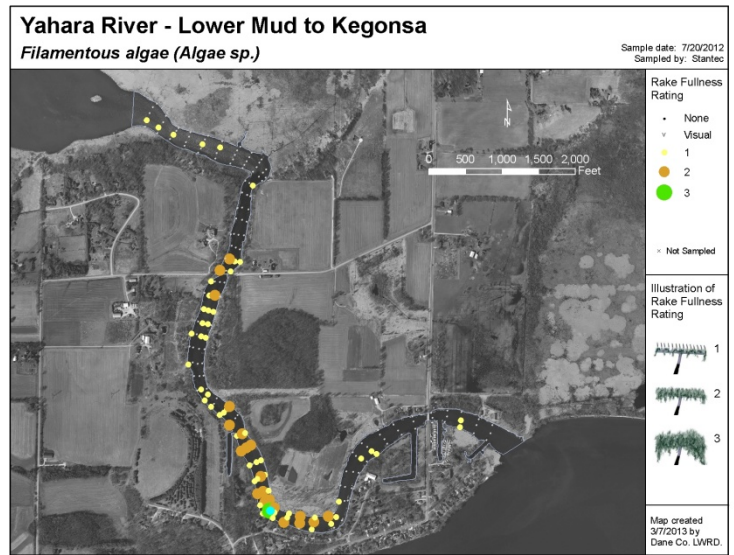 Yahara River - Lower Mud to Kegonsa
Filamentous algae (Algae sp.)
Sample date: 7/20/2012
Sampled by: Stantec
Rake Fullness
Rating
None
Visual
1
2
3
Not Sampled
N
0 500 1,000 1,500 2,000
Feet
Illustration of
Rake Fullness
Rating
1
2
3
Map created
3/7/2013 by
Dane Co. LWRD.